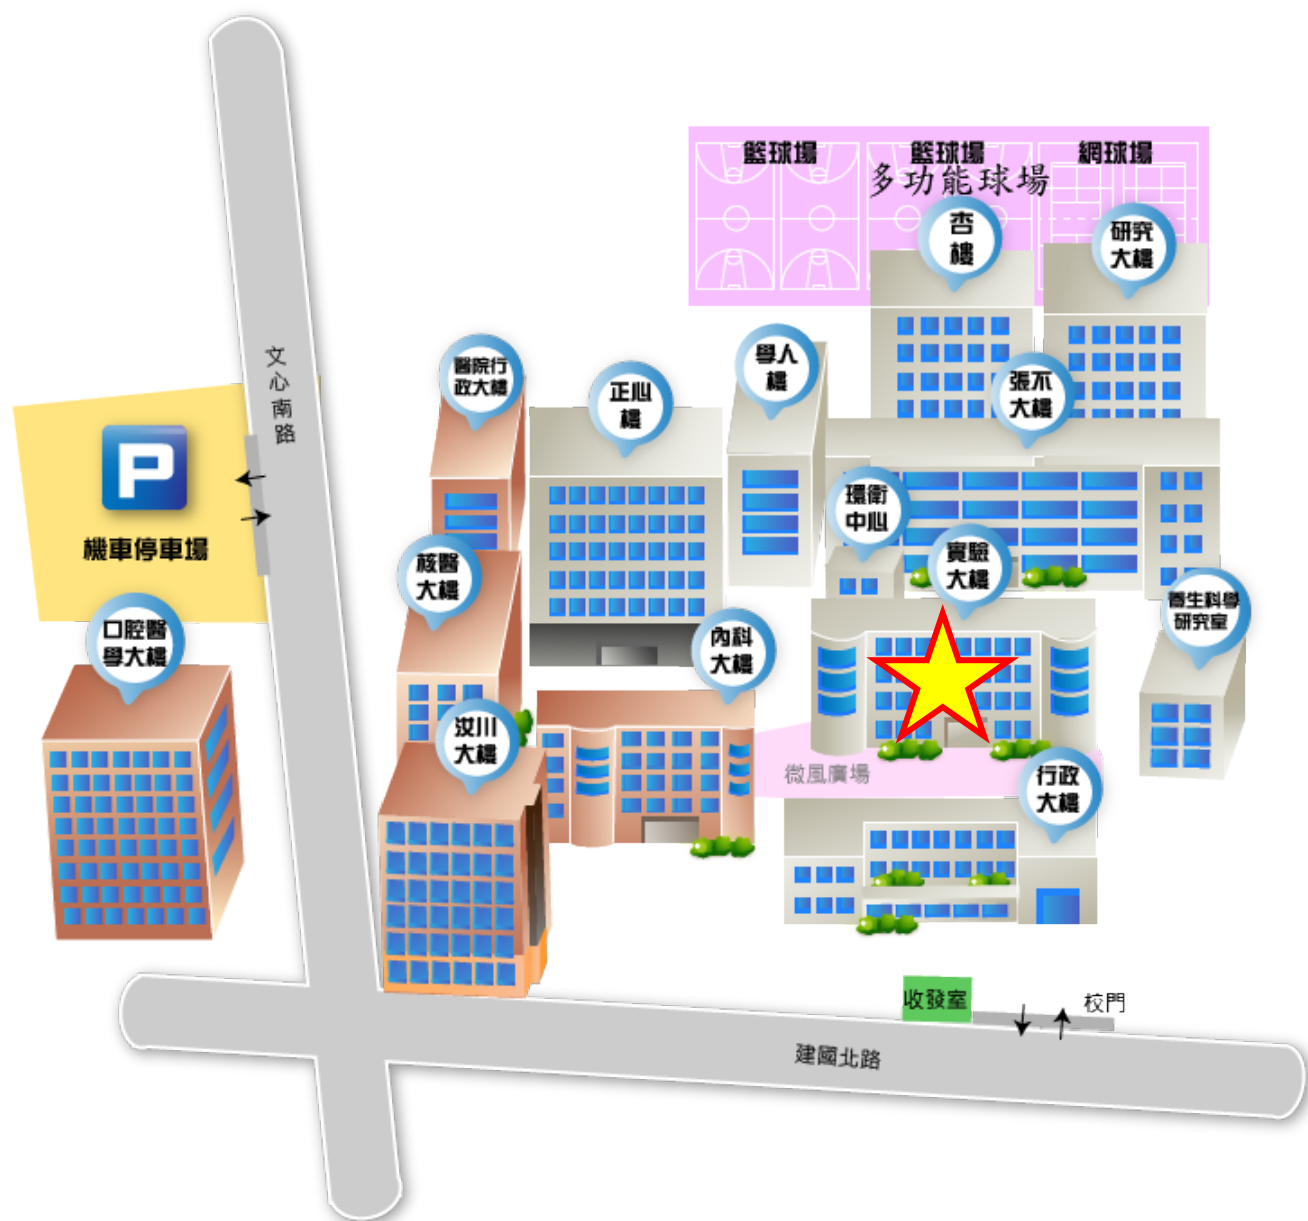 籃球場
籃球場
網球場
多功能球場
杏
樓
研究
大樓
文心南路
醫院行
政大樓
正心
樓
學人
樓
張不
大樓
P
機車停車場
環衛
中心
核醫
大樓
實驗
大樓
口腔醫
學大樓
內科
大樓
養生科學
研究室
汝川
大樓
微風廣場
行政
大樓
收發室
校門
建國北路